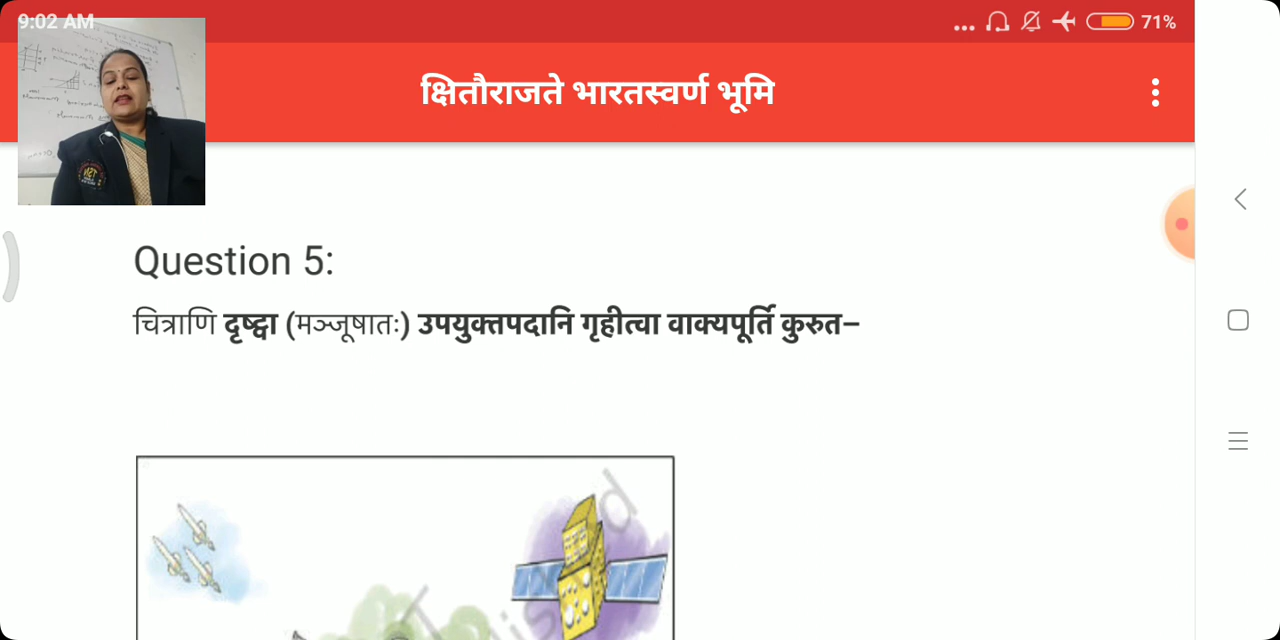 9:02 AM
71%
क्षितौराजते भारतस्वर्ण भूमि
Question 5:
चित्राणि दृष्ट्वा (मञ्जूषातः) उपयुक्तपदानि गृहीत्वा वाक्यपूर्ति कुरुत–